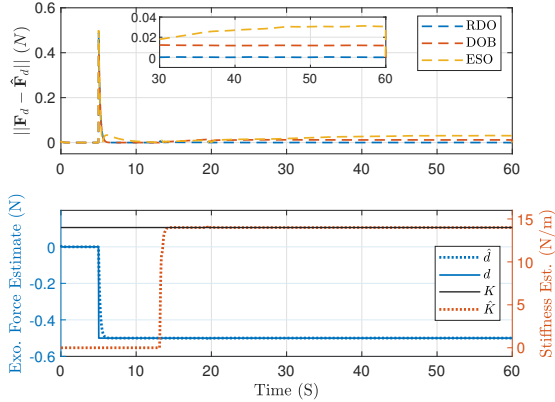 ||F_d − F̂_d|| (N)
0.6
0.4
0.2
0
0.04
0.02
0
30 40 50 60
RDO
DOB
ESO
0 10 20 30 40 50 60
Exo. Force Estimate (N)
0
-0.2
-0.4
-0.6
d̂
d
K
K̂
15
10
5
0
Stiffness Est. (N/m)
0 10 20 30 40 50 60
Time (S)